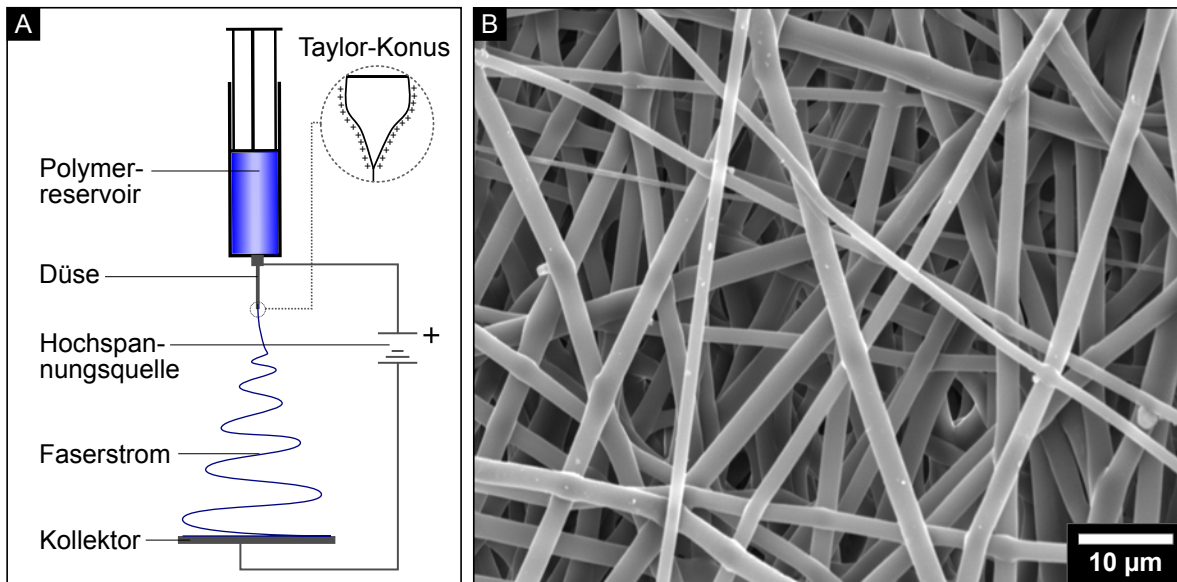 A
Taylor-Konus
Polymer-
reservoir
Düse
+
Hochspan-
nungsquelle
Faserstrom
Kollektor
B
10 µm